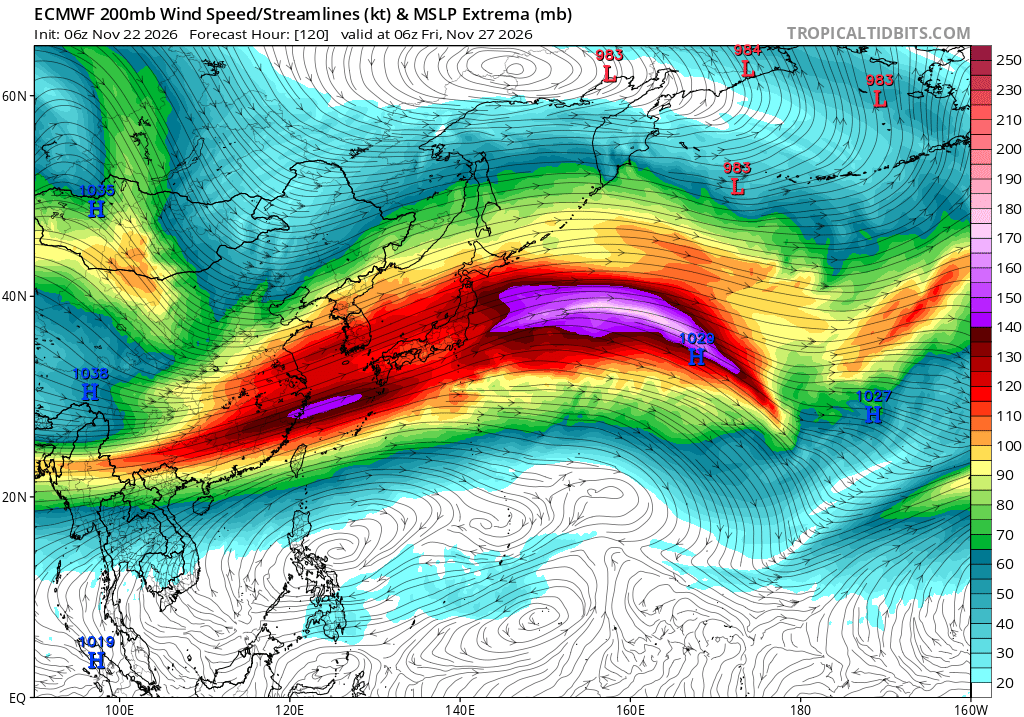 ECMWF 200mb Wind Speed/Streamlines (kt) & MSLP Extrema (mb)
Init: 06z Nov 22 2026   Forecast Hour: [120]   valid at 06z Fri, Nov 27 2026
TROPICALTIDBITS.COM
983
L
984
L
983
L
983
L
1035
H
1038
H
1029
H
1027
H
1019
H
60N
40N
20N
EQ
100E
120E
140E
160E
180
160W
250
230
210
200
190
180
170
160
150
140
130
120
110
100
90
80
70
60
50
40
30
20